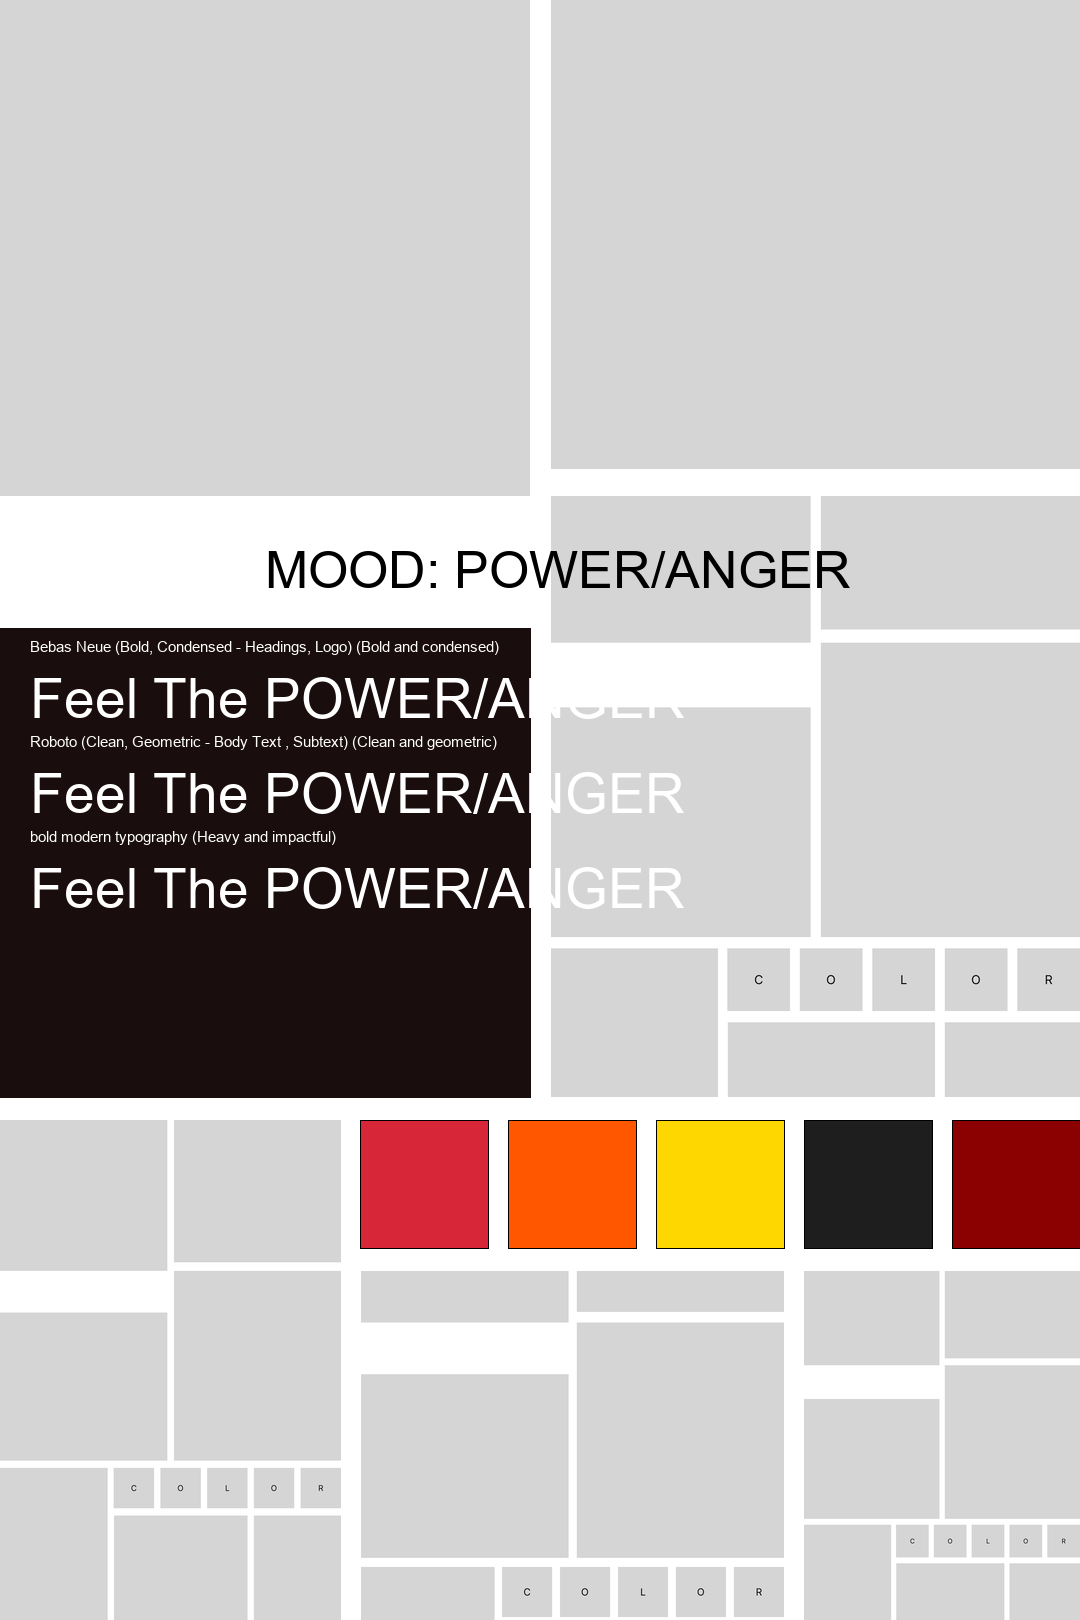 MOOD: POWER/ANGER
Bebas Neue (Bold, Condensed - Headings, Logo) (Bold and condensed)
Feel The POWER/ANGER
Roboto (Clean, Geometric - Body Text , Subtext) (Clean and geometric)
Feel The POWER/ANGER
bold modern typography (Heavy and impactful)
Feel The POWER/ANGER
C O L O R
C O L O R
C O L O R
C O L O R